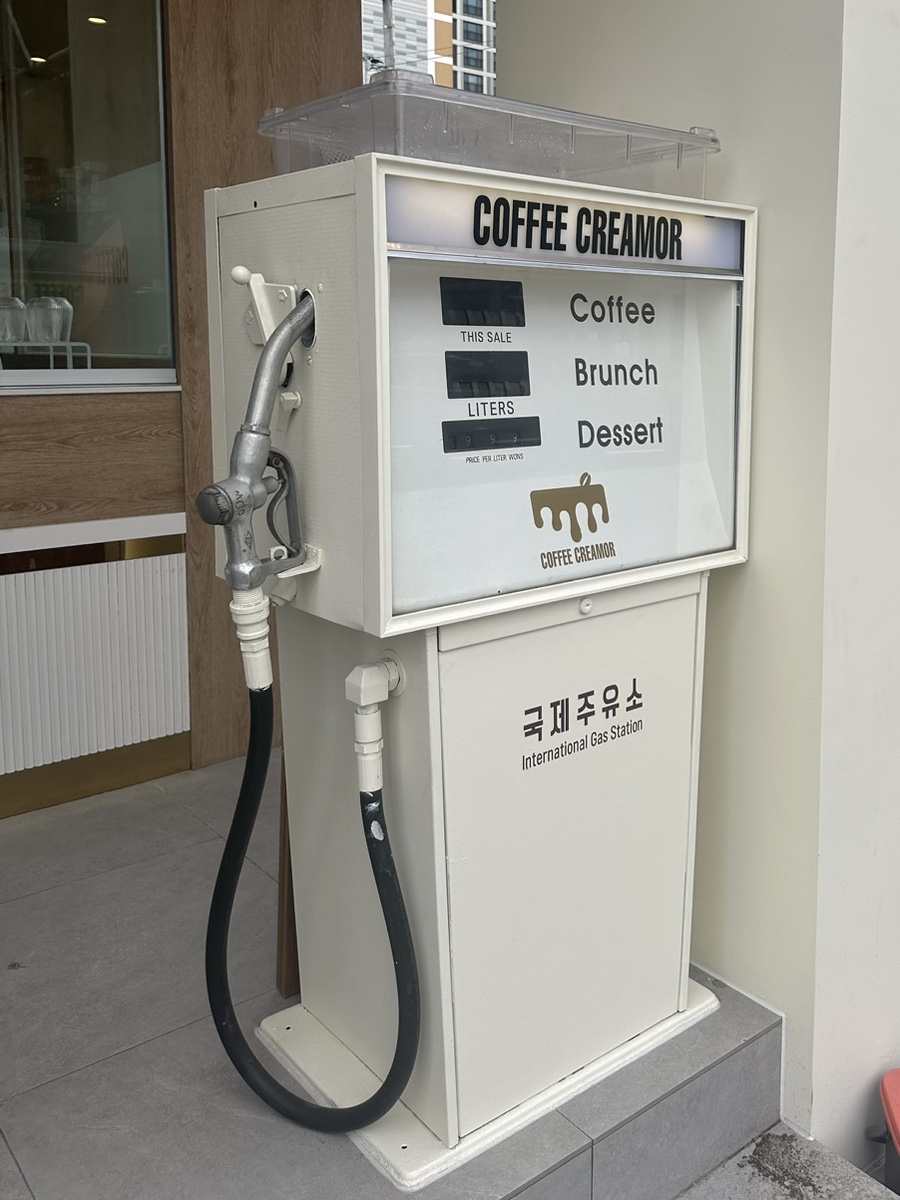 COFFEE CREAMOR
Coffee
THIS SALE
Brunch
LITERS
Dessert
PRICE PER LITER WONS
COFFEE CREAMOR
국제주유소
International Gas Station